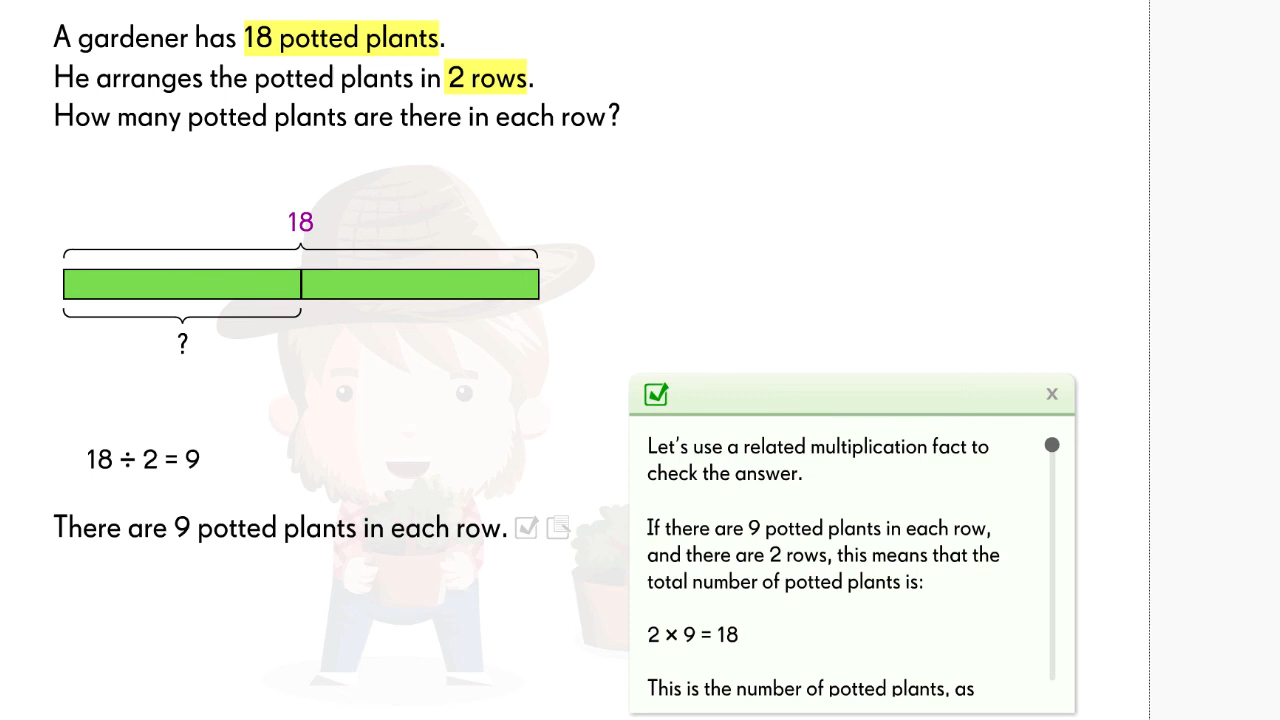 A gardener has 18 potted plants.
He arranges the potted plants in 2 rows.
How many potted plants are there in each row?
18
?
18 ÷ 2 = 9
There are 9 potted plants in each row.
x
Let's use a related multiplication fact to
check the answer.
If there are 9 potted plants in each row,
and there are 2 rows, this means that the
total number of potted plants is:
2 × 9 = 18
This is the number of potted plants, as